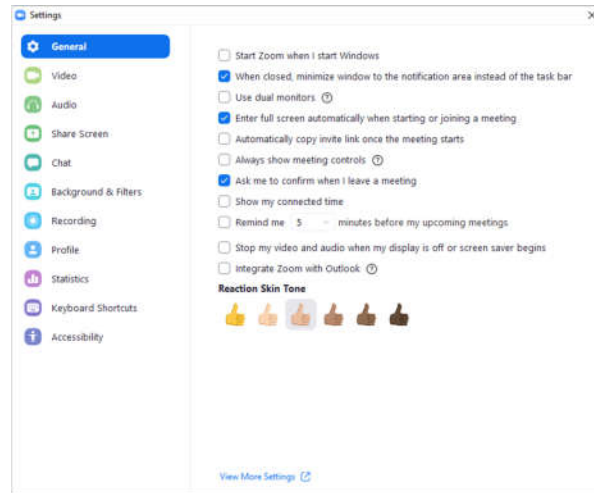 Settings
General
Video
Audio
Share Screen
Chat
Background & Filters
Recording
Profile
Statistics
Keyboard Shortcuts
Accessibility
Start Zoom when I start Windows
When closed, minimize window to the notification area instead of the task bar
Use dual monitors
Enter full screen automatically when starting or joining a meeting
Automatically copy invite link once the meeting starts
Always show meeting controls
Ask me to confirm when I leave a meeting
Show my connected time
Remind me 5 minutes before my upcoming meetings
Stop my video and audio when my display is off or screen saver begins
Integrate Zoom with Outlook
Reaction Skin Tone
View More Settings